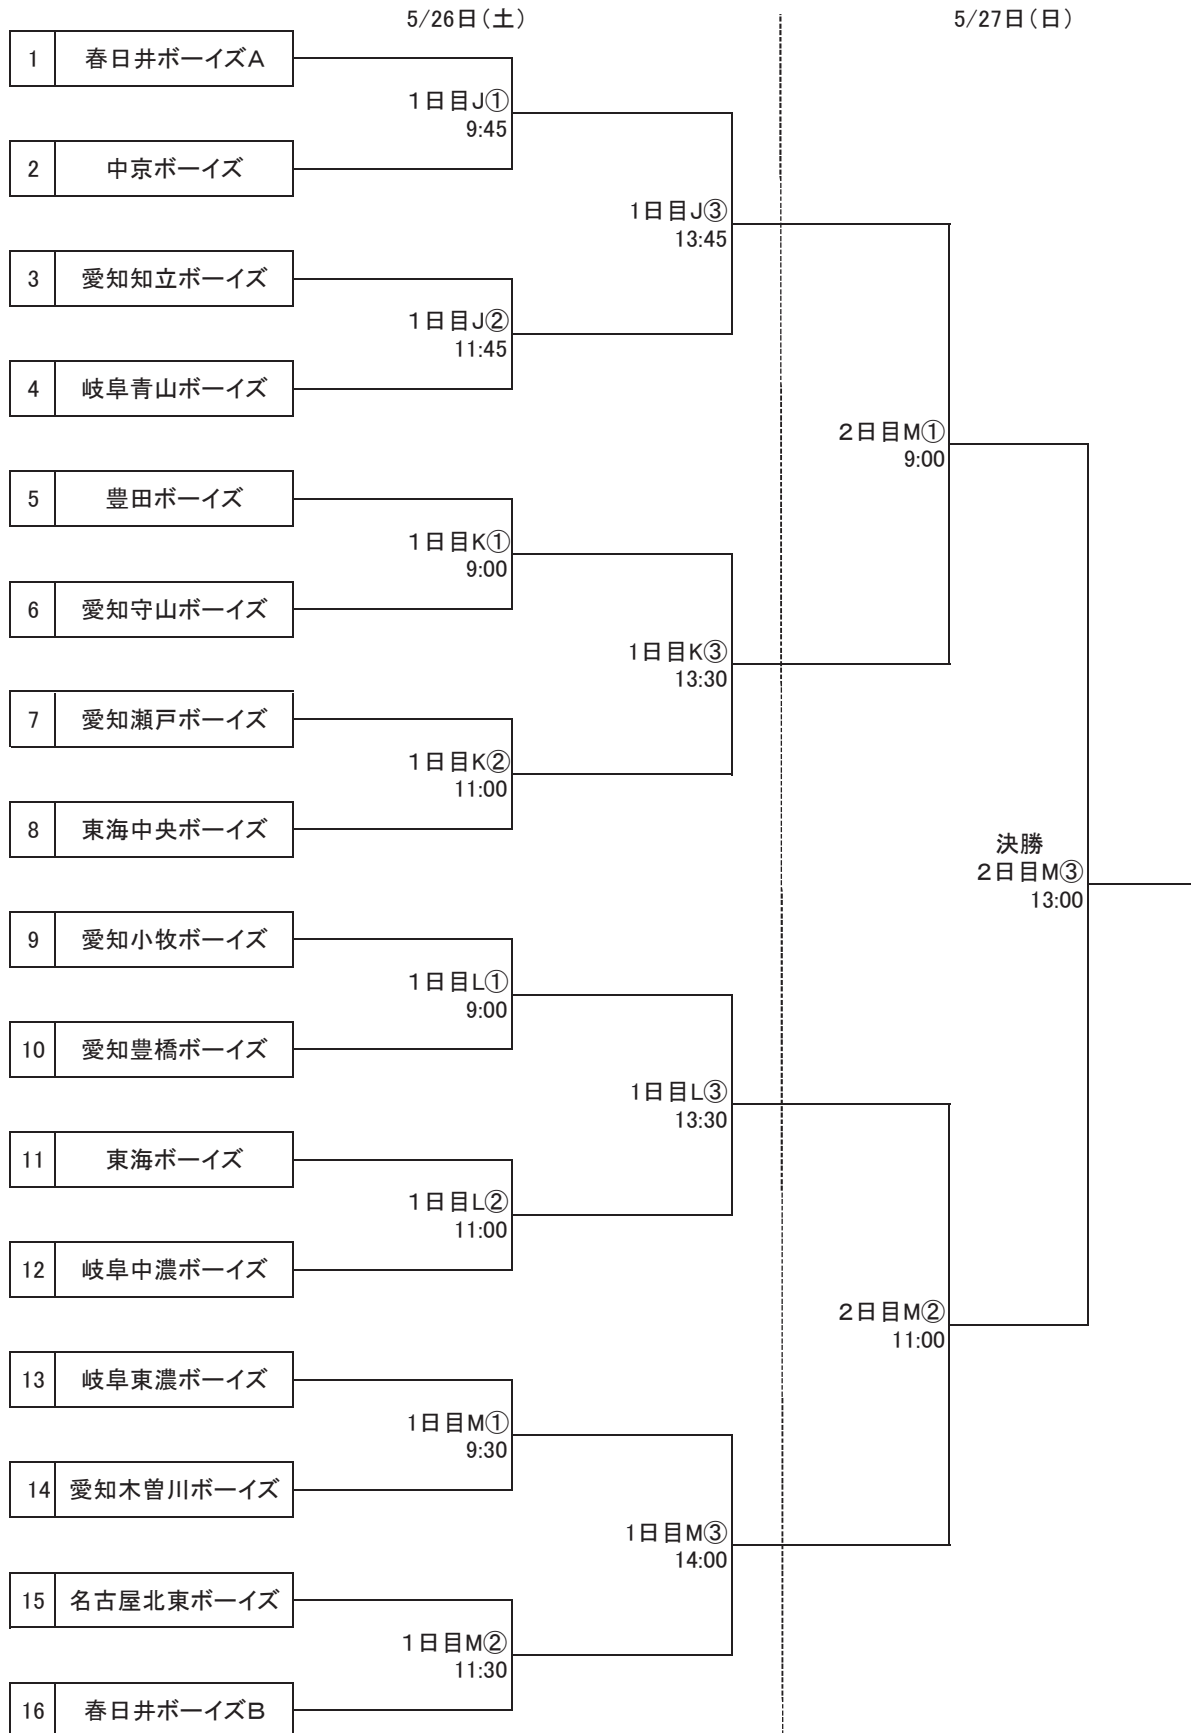 5/26日（土）
5/27日（日）
1 春日井ボーイズA
1日目J①
9:45
2 中京ボーイズ
1日目J③
13:45
3 愛知知立ボーイズ
1日目J②
11:45
4 岐阜青山ボーイズ
2日目M①
9:00
5 豊田ボーイズ
1日目K①
9:00
6 愛知守山ボーイズ
1日目K③
13:30
7 愛知瀬戸ボーイズ
1日目K②
11:00
8 東海中央ボーイズ
決勝
2日目M③
13:00
9 愛知小牧ボーイズ
1日目L①
9:00
10 愛知豊橋ボーイズ
1日目L③
13:30
11 東海ボーイズ
1日目L②
11:00
12 岐阜中濃ボーイズ
2日目M②
11:00
13 岐阜東濃ボーイズ
1日目M①
9:30
14 愛知木曽川ボーイズ
1日目M③
14:00
15 名古屋北東ボーイズ
1日目M②
11:30
16 春日井ボーイズB